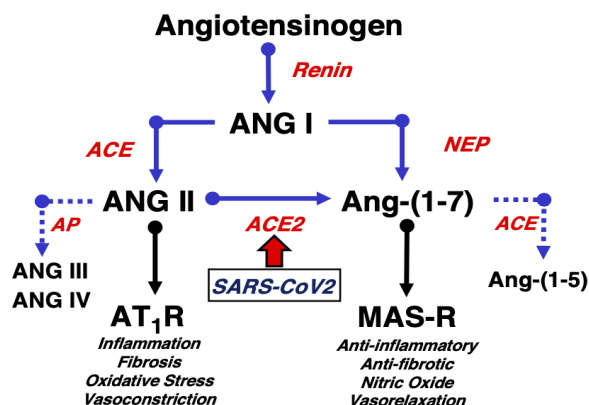 Angiotensinogen
Renin
ANG I
ACE
NEP
ANG II
ACE2
Ang-(1-7)
AP
ACE
ANG III
ANG IV
SARS-CoV2
Ang-(1-5)
AT₁R
Inflammation
Fibrosis
Oxidative Stress
Vasoconstriction
MAS-R
Anti-inflammatory
Anti-fibrotic
Nitric Oxide
Vasorelaxation